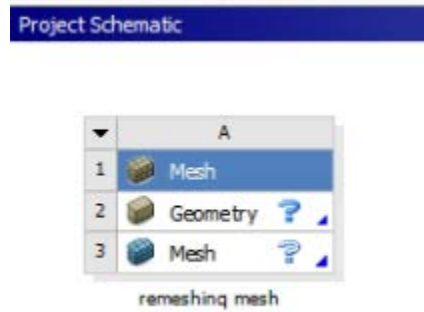 Project Schematic
A
1 Mesh
2 Geometry ?
3 Mesh ?
remeshing mesh